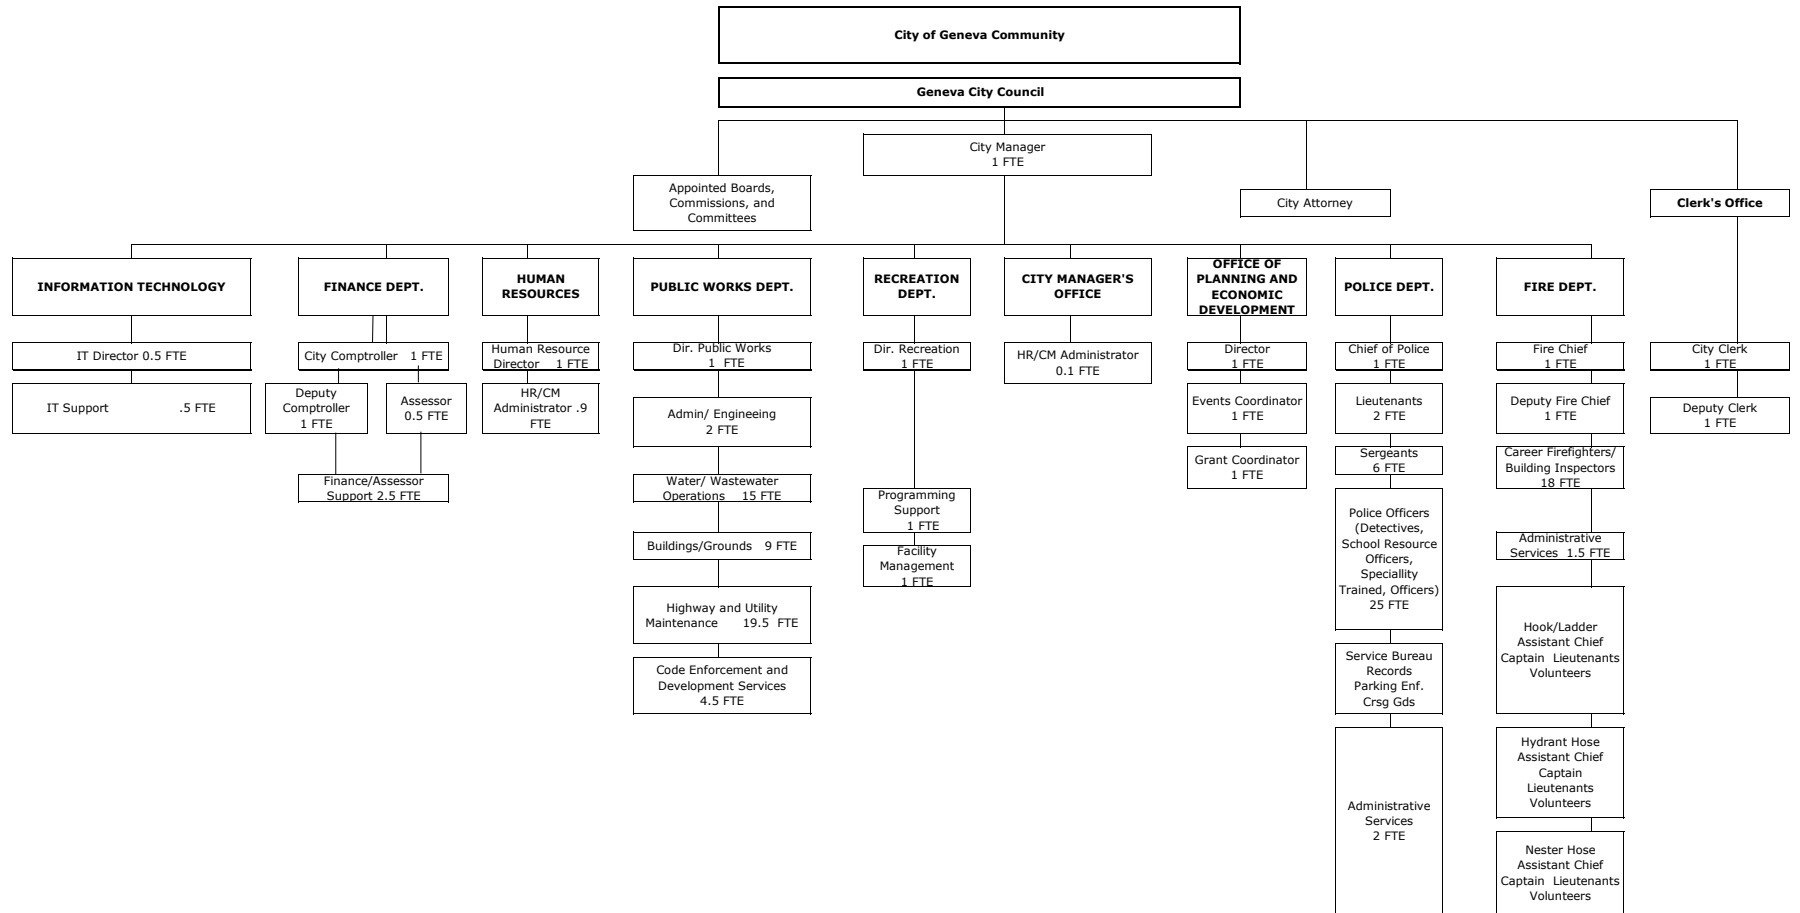 City of Geneva Community
Geneva City Council
City Manager
1 FTE
Appointed Boards,
Commissions, and
Committees
City Attorney
Clerk's Office
INFORMATION TECHNOLOGY
FINANCE DEPT.
HUMAN
RESOURCES
PUBLIC WORKS DEPT.
RECREATION
DEPT.
CITY MANAGER'S
OFFICE
OFFICE OF
PLANNING AND
ECONOMIC
DEVELOPMENT
POLICE DEPT.
FIRE DEPT.
IT Director 0.5 FTE
City Comptroller 1 FTE
Human Resource
Director 1 FTE
Dir. Public Works
1 FTE
Dir. Recreation
1 FTE
HR/CM Administrator
0.1 FTE
Director
1 FTE
Chief of Police
1 FTE
Fire Chief
1 FTE
City Clerk
1 FTE
IT Support .5 FTE
Deputy
Comptroller
1 FTE
Assessor
0.5 FTE
HR/CM
Administrator .9
FTE
Admin/ Engineeing
2 FTE
Events Coordinator
1 FTE
Lieutenants
2 FTE
Deputy Fire Chief
1 FTE
Deputy Clerk
1 FTE
Finance/Assessor
Support 2.5 FTE
Water/ Wastewater
Operations 15 FTE
Programming
Support
1 FTE
Grant Coordinator
1 FTE
Sergeants
6 FTE
Career Firefighters/
Building Inspectors
18 FTE
Buildings/Grounds 9 FTE
Facility
Management
1 FTE
Police Officers
(Detectives,
School Resource
Officers,
Speciallity
Trained, Officers)
25 FTE
Administrative
Services 1.5 FTE
Highway and Utility
Maintenance 19.5 FTE
Hook/Ladder
Assistant Chief
Captain Lieutenants
Volunteers
Code Enforcement and
Development Services
4.5 FTE
Service Bureau
Records
Parking Enf.
Crsg Gds
Hydrant Hose
Assistant Chief
Captain
Lieutenants
Volunteers
Administrative
Services
2 FTE
Nester Hose
Assistant Chief
Captain Lieutenants
Volunteers